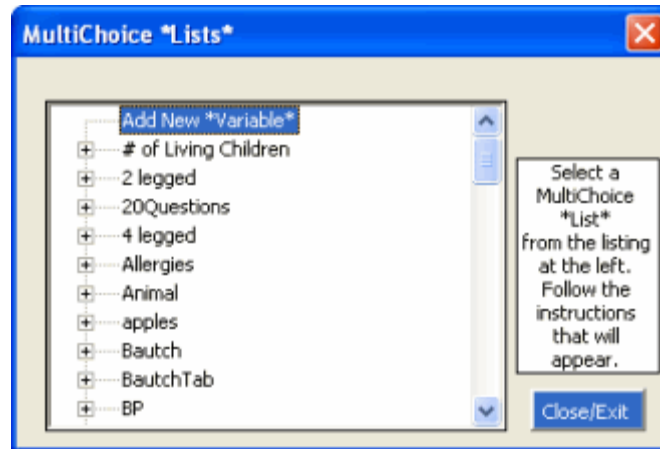 MultiChoice *Lists*
Add New *Variable*
# of Living Children
2 legged
20Questions
4 legged
Allergies
Animal
apples
Bautch
BautchTab
BP
Select a
MultiChoice
*List*
from the listing
at the left.
Follow the
instructions
that will
appear.
Close/Exit